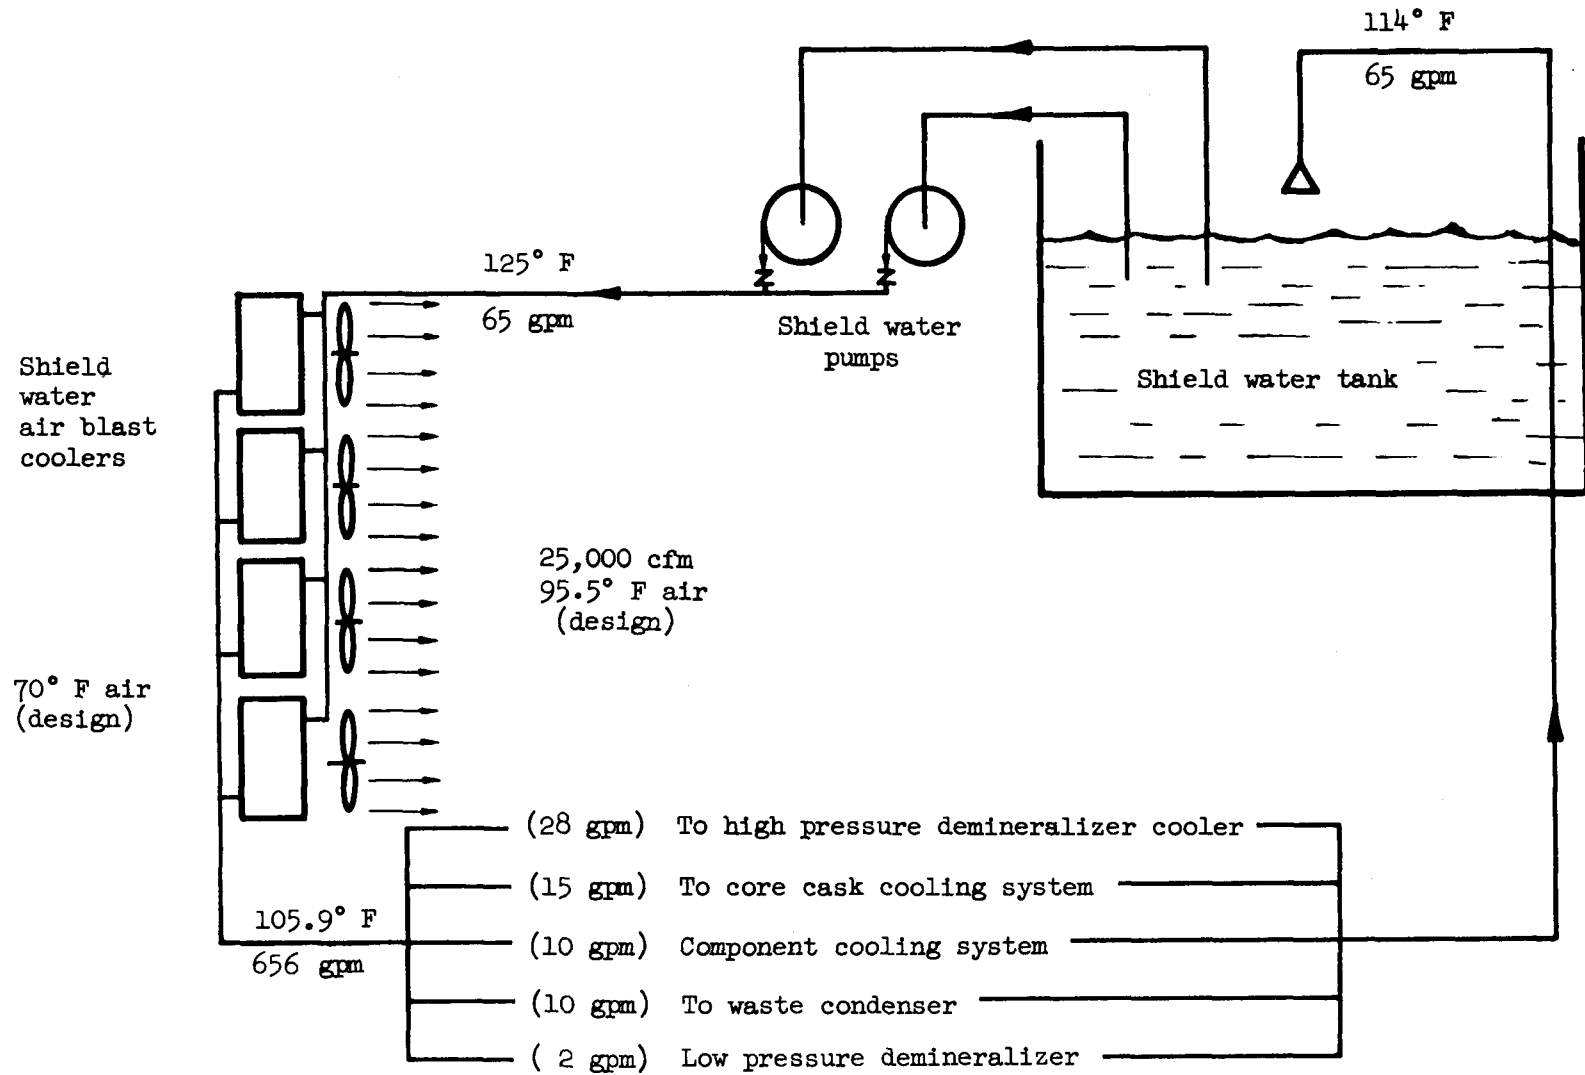 114° F
65 gpm
125° F
65 gpm
Shield water
pumps
Shield water tank
Shield
water
air blast
coolers
25,000 cfm
95.5° F air
(design)
70° F air
(design)
(28 gpm) To high pressure demineralizer cooler
(15 gpm) To core cask cooling system
105.9° F
656 gpm
(10 gpm) Component cooling system
(10 gpm) To waste condenser
( 2 gpm) Low pressure demineralizer